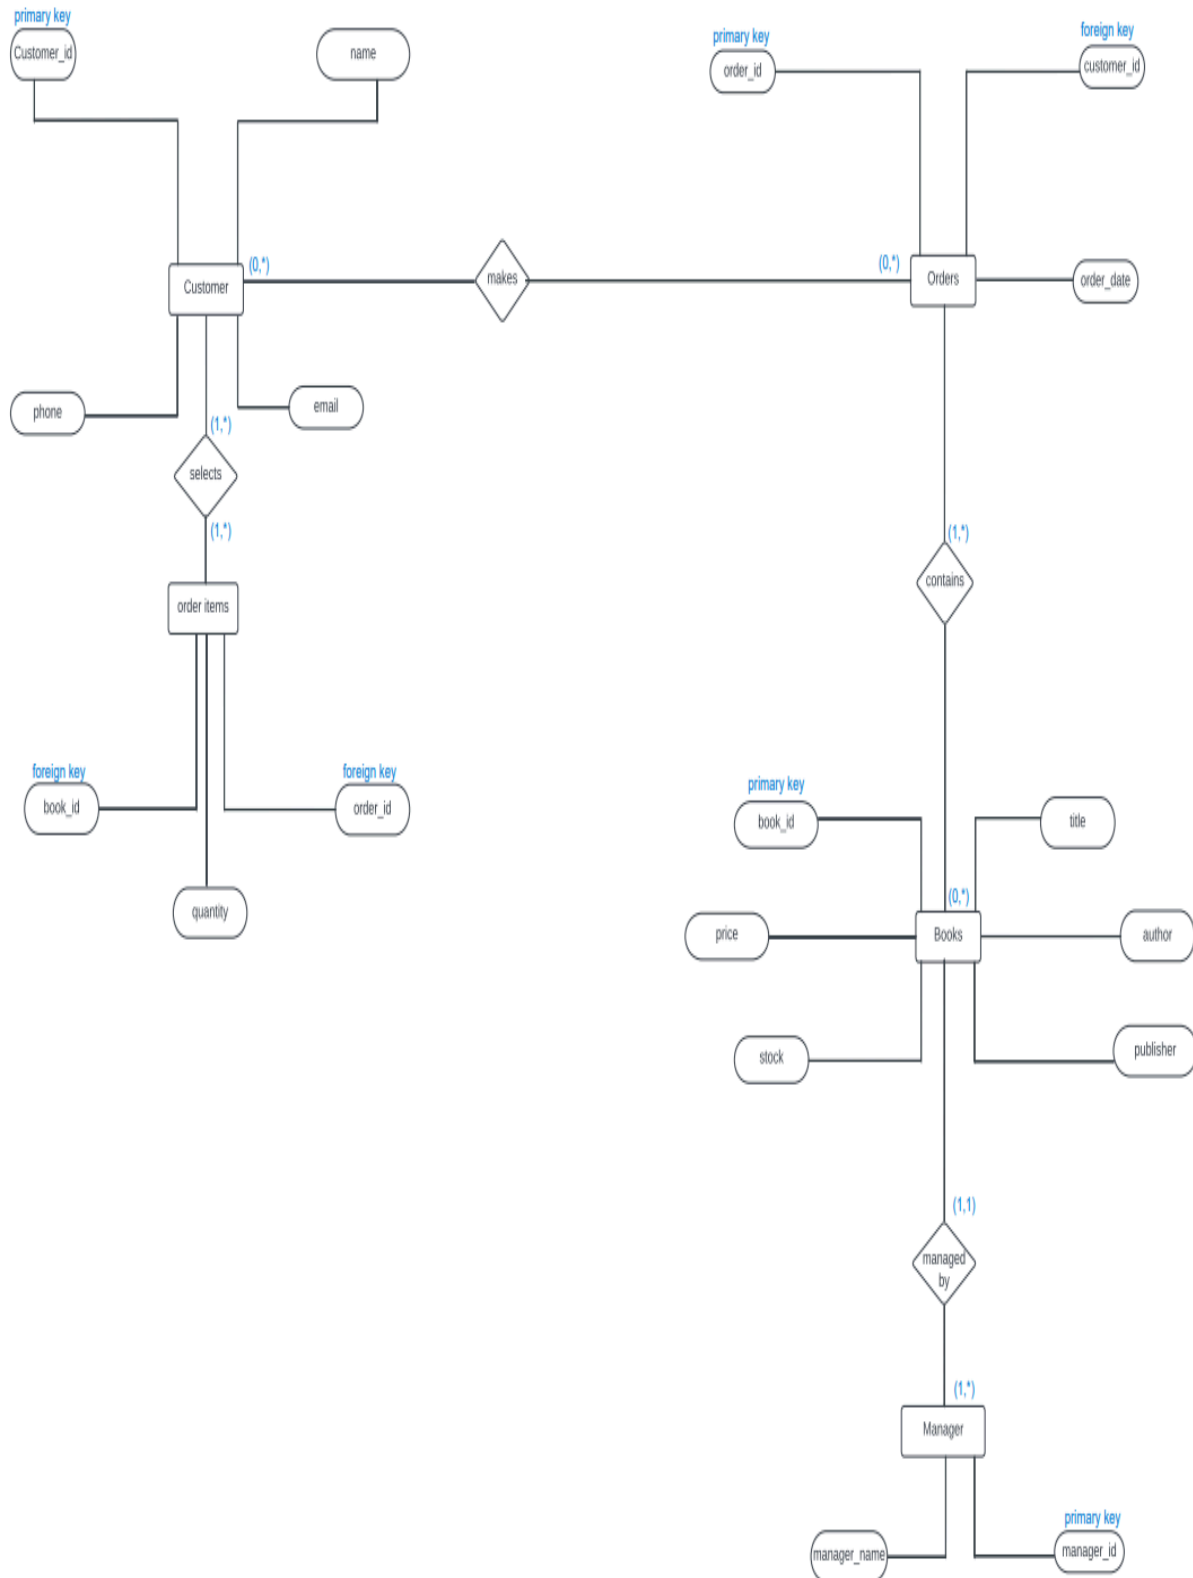 primary key
Customer_id
name
primary key
order_id
foreign key
customer_id
(0,*)
Customer
makes
(0,*)
Orders
order_date
phone
email
(1,*)
selects
(1,*)
order items
(1,*)
contains
foreign key
book_id
foreign key
order_id
quantity
primary key
book_id
title
(0,*)
price
Books
author
stock
publisher
(1,1)
managed
by
(1,*)
Manager
manager_name
primary key
manager_id